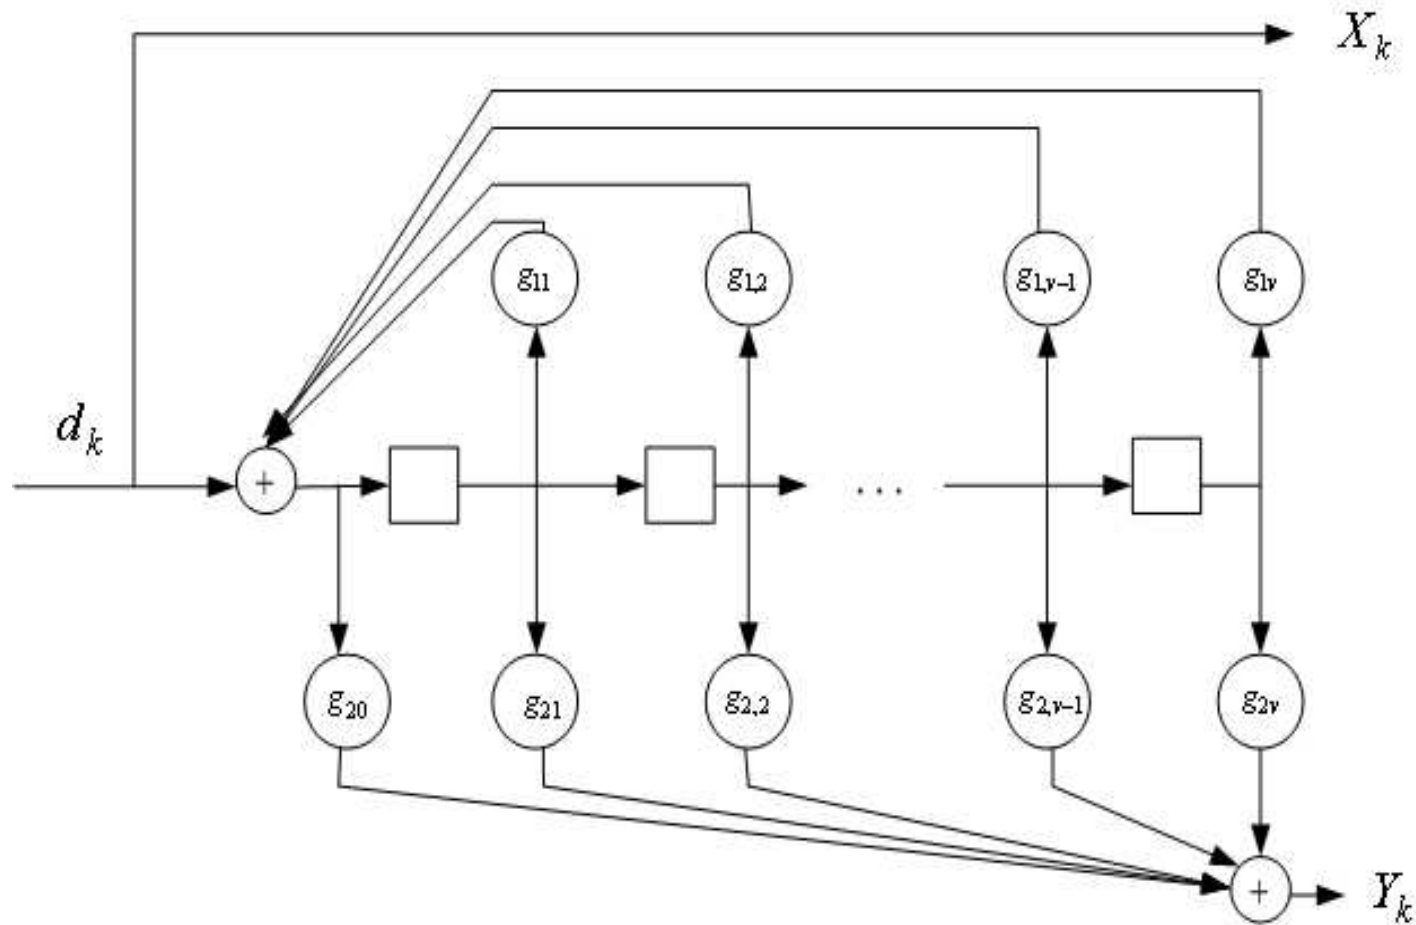 X_k
g_11 g_1,2 g_1,v-1 g_1v
d_k
+ . . .
g_20 g_21 g_2,2 g_2,v-1 g_2v
+ Y_k